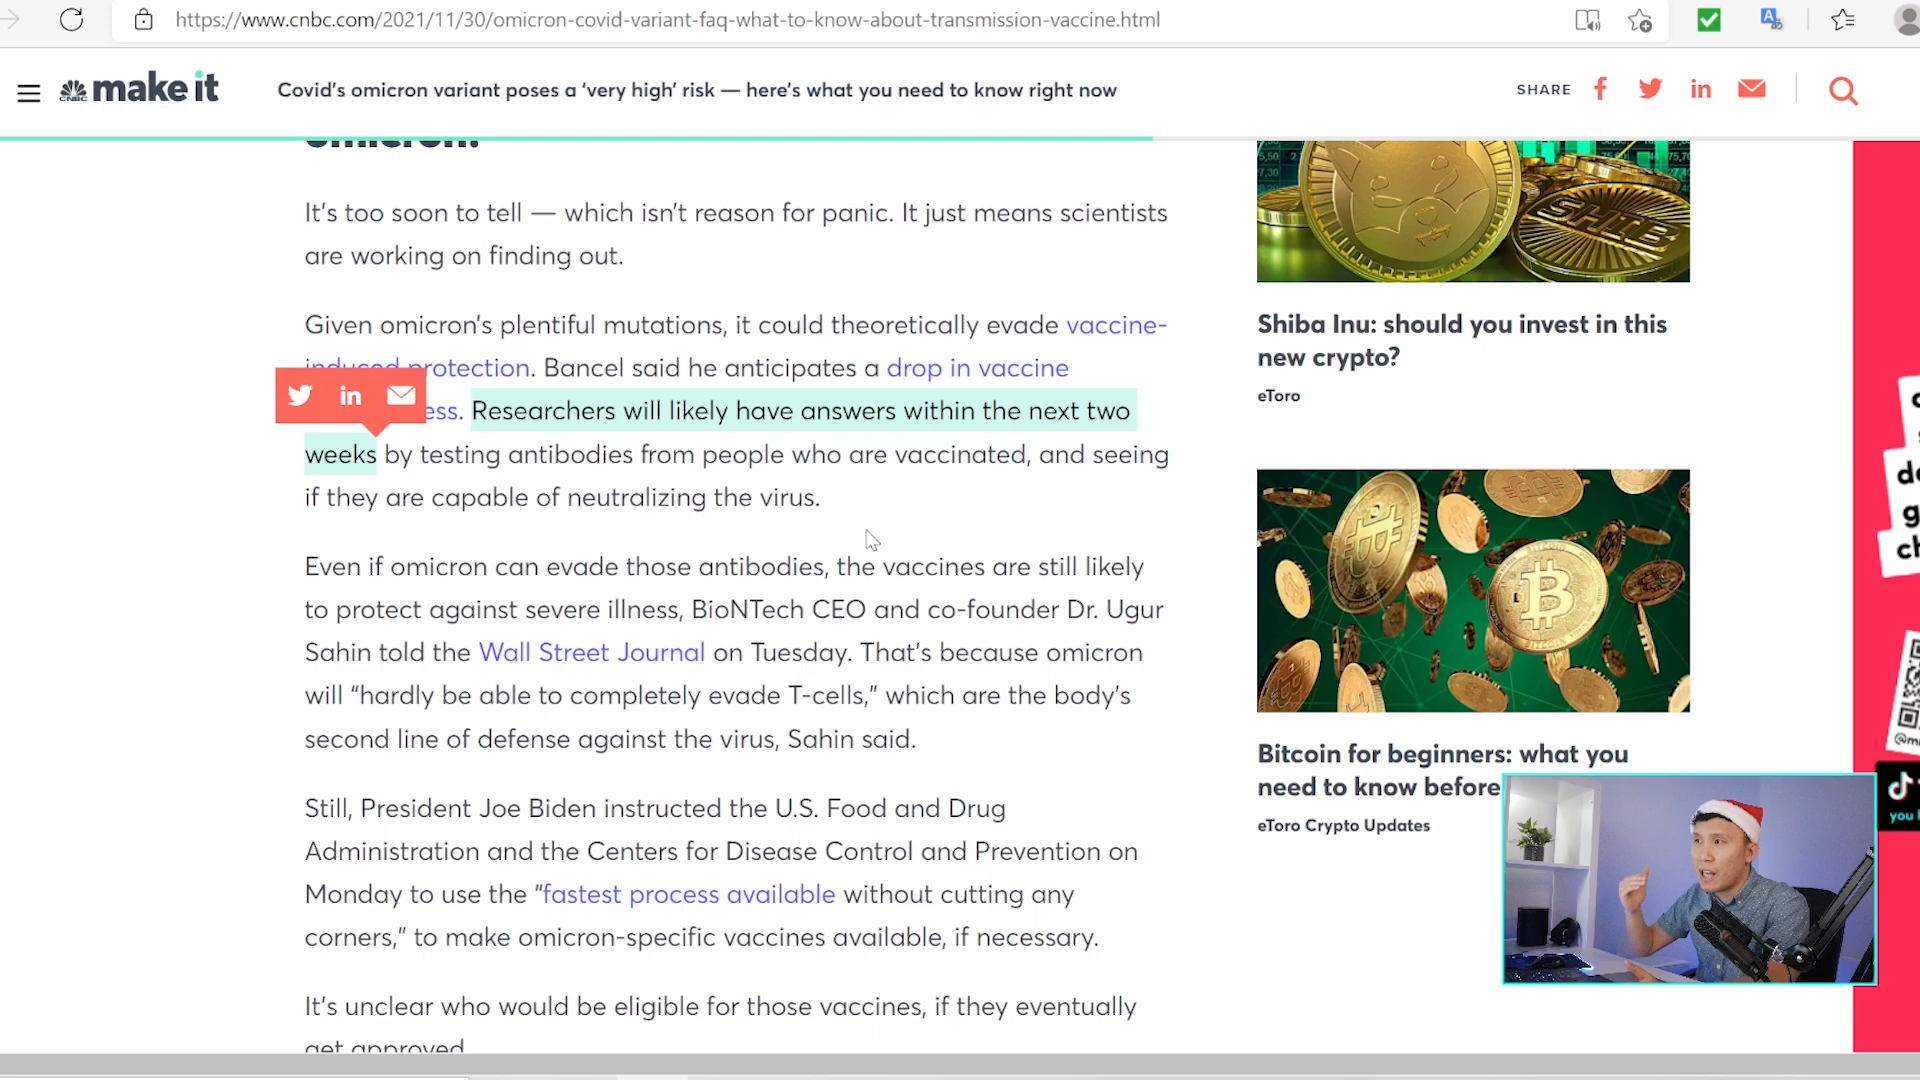 https://www.cnbc.com/2021/11/30/omicron-covid-variant-faq-what-to-know-about-transmission-vaccine.html
CNBC make it
Covid's omicron variant poses a ‘very high’ risk — here's what you need to know right now
SHARE
omicron?
It's too soon to tell — which isn't reason for panic. It just means scientists
are working on finding out.
Given omicron's plentiful mutations, it could theoretically evade vaccine-
induced protection. Bancel said he anticipates a drop in vaccine
ess. Researchers will likely have answers within the next two
weeks by testing antibodies from people who are vaccinated, and seeing
if they are capable of neutralizing the virus.
Even if omicron can evade those antibodies, the vaccines are still likely
to protect against severe illness, BioNTech CEO and co-founder Dr. Ugur
Sahin told the Wall Street Journal on Tuesday. That's because omicron
will “hardly be able to completely evade T-cells,” which are the body's
second line of defense against the virus, Sahin said.
Still, President Joe Biden instructed the U.S. Food and Drug
Administration and the Centers for Disease Control and Prevention on
Monday to use the “fastest process available without cutting any
corners,” to make omicron-specific vaccines available, if necessary.
It's unclear who would be eligible for those vaccines, if they eventually
get approved.
SHIB
Shiba Inu: should you invest in this
new crypto?
eToro
Bitcoin for beginners: what you
need to know before
eToro Crypto Updates